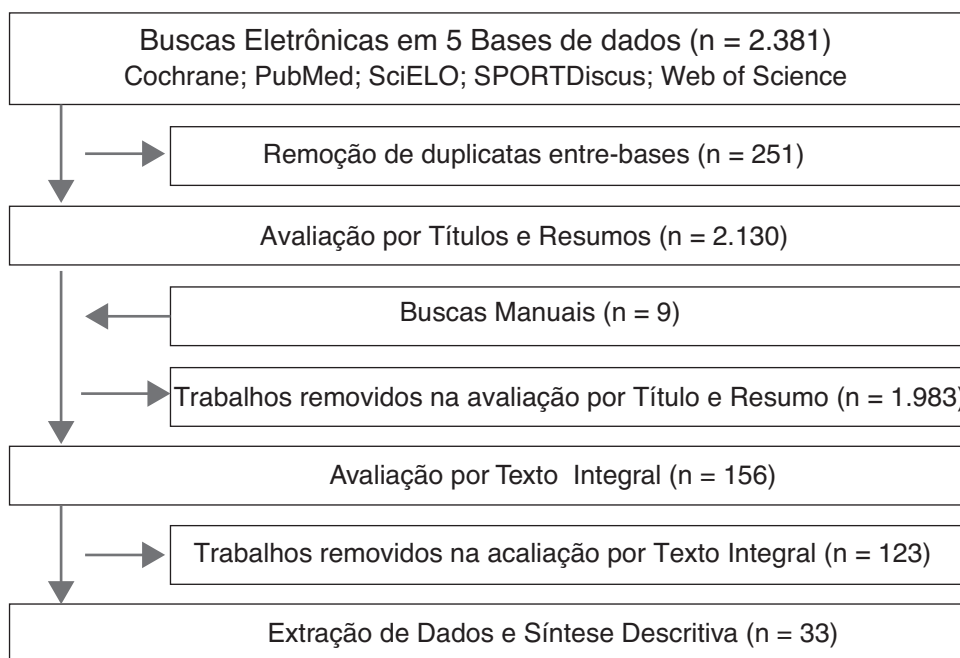 Buscas Eletrônicas em 5 Bases de dados (n = 2.381)
Cochrane; PubMed; SciELO; SPORTDiscus; Web of Science
Remoção de duplicatas entre-bases (n = 251)
Avaliação por Títulos e Resumos (n = 2.130)
Buscas Manuais (n = 9)
Trabalhos removidos na avaliação por Título e Resumo (n = 1.983)
Avaliação por Texto Integral (n = 156)
Trabalhos removidos na acaliação por Texto Integral (n = 123)
Extração de Dados e Síntese Descritiva (n = 33)